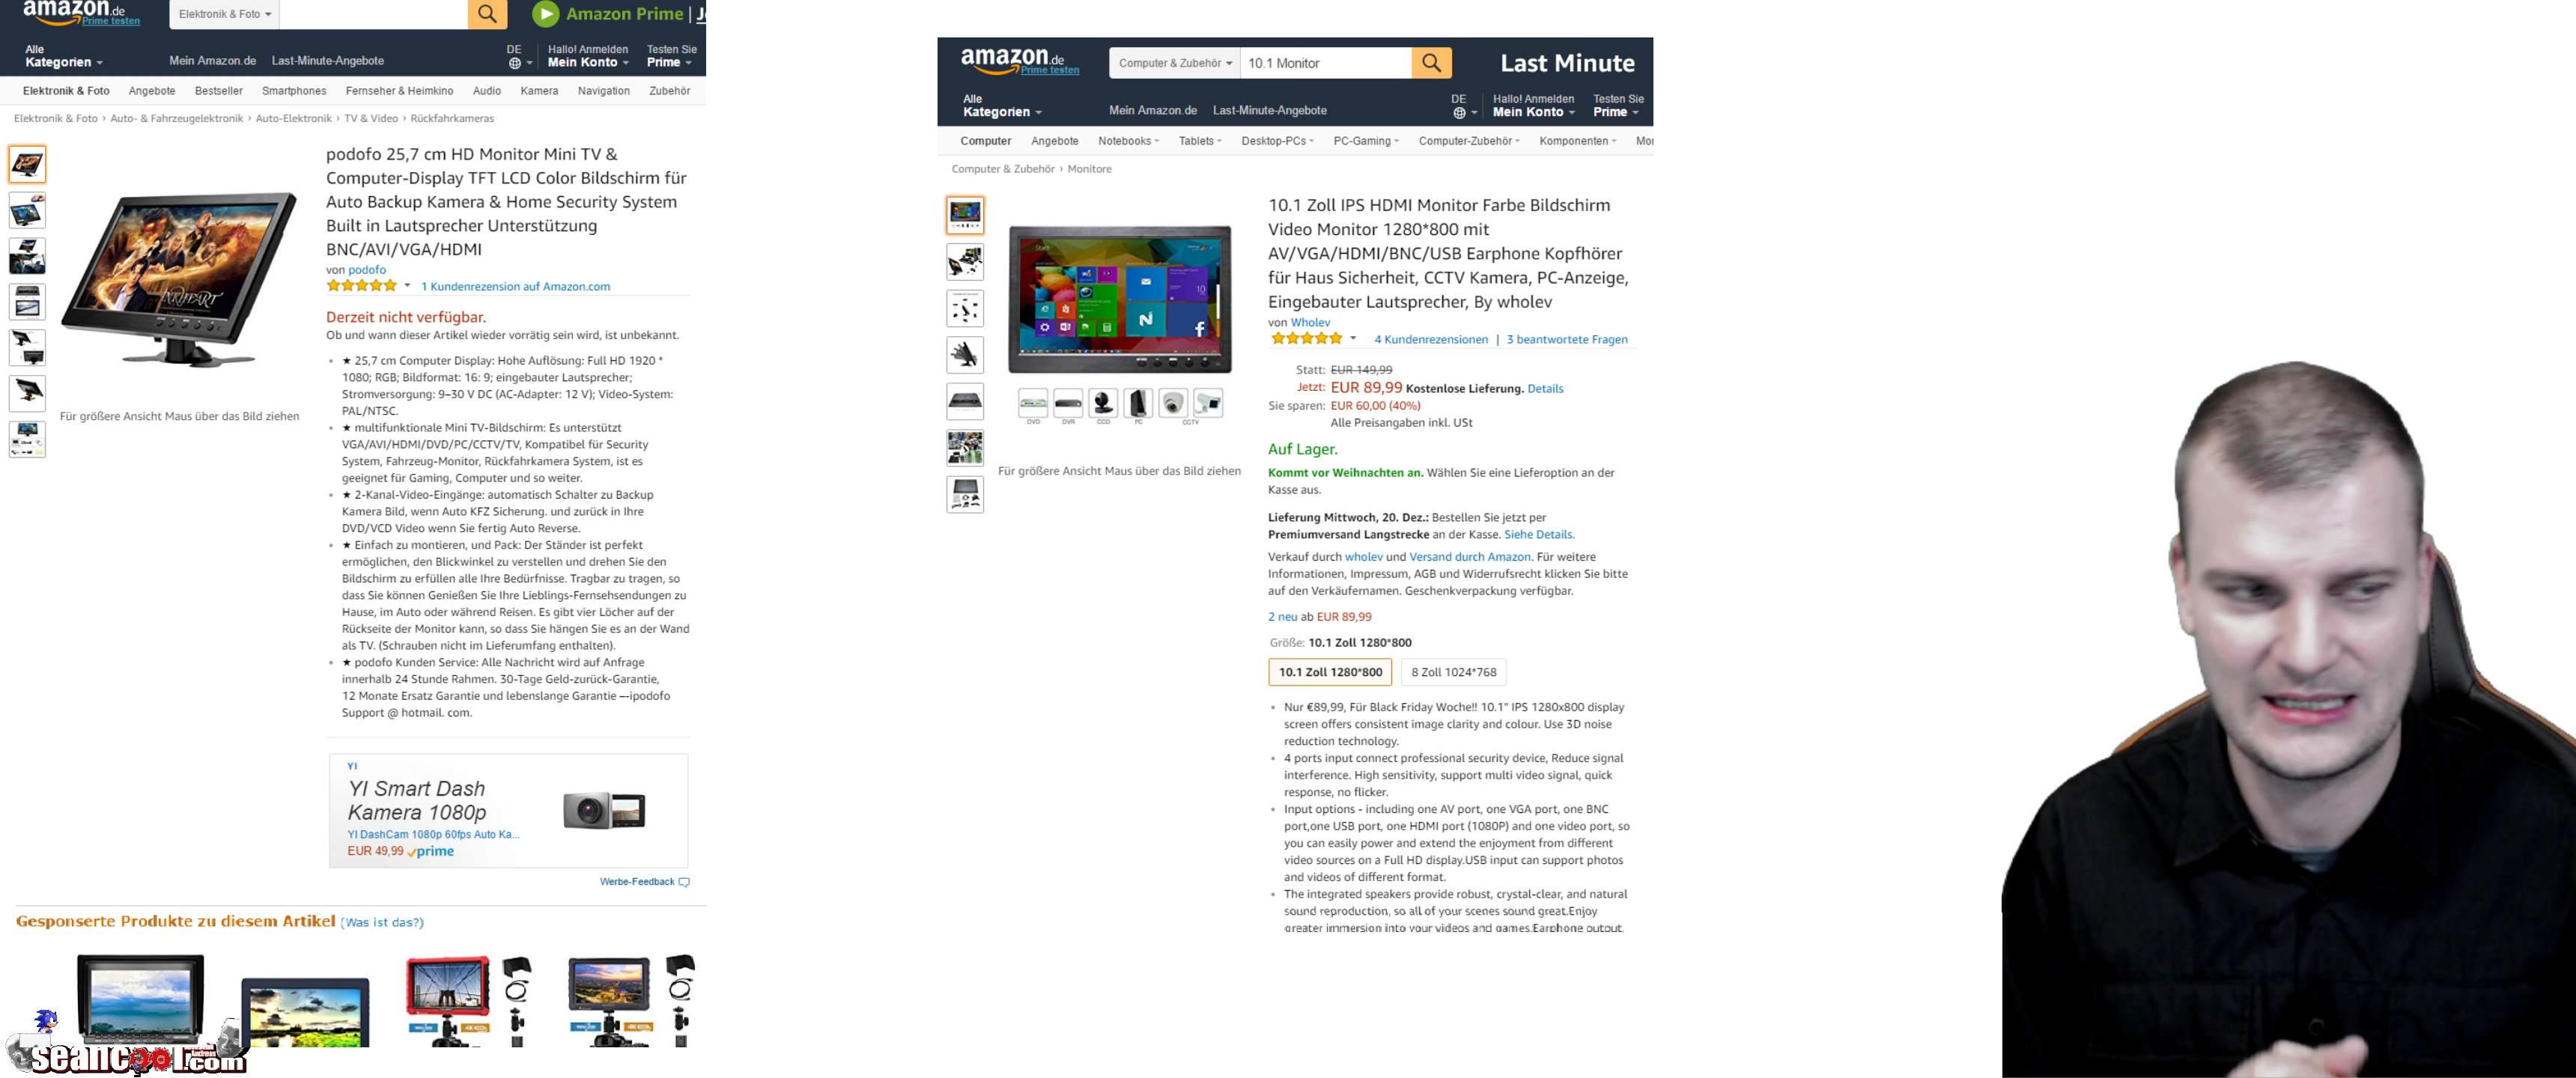 amazon.de
Prime testen
Elektronik & Foto
Amazon Prime |
Alle
Kategorien
Mein Amazon.de Last-Minute-Angebote
DE
Hallo! Anmelden
Mein Konto
Testen Sie
Prime
Elektronik & Foto Angebote Bestseller Smartphones Fernseher & Heimkino Audio Kamera Navigation Zubehör
Elektronik & Foto › Auto- & Fahrzeugelektronik › Auto-Elektronik › TV & Video › Rückfahrkameras
podofo 25,7 cm HD Monitor Mini TV &
Computer-Display TFT LCD Color Bildschirm für
Auto Backup Kamera & Home Security System
Built in Lautsprecher Unterstützung
BNC/AVI/VGA/HDMI
von podofo
1 Kundenrezension auf Amazon.com
Derzeit nicht verfügbar.
Ob und wann dieser Artikel wieder vorrätig sein wird, ist unbekannt.
★ 25,7 cm Computer Display: Hohe Auflösung: Full HD 1920 *
1080; RGB; Bildformat: 16: 9; eingebauter Lautsprecher;
Stromversorgung: 9–30 V DC (AC-Adapter: 12 V); Video-System:
PAL/NTSC.
★ multifunktionale Mini TV-Bildschirm: Es unterstützt
VGA/AVI/HDMI/DVD/PC/CCTV/TV, Kompatibel für Security
System, Fahrzeug-Monitor, Rückfahrkamera System, ist es
geeignet für Gaming, Computer und so weiter.
★ 2-Kanal-Video-Eingänge: automatisch Schalter zu Backup
Kamera Bild, wenn Auto KFZ Sicherung. und zurück in Ihre
DVD/VCD Video wenn Sie fertig Auto Reverse.
★ Einfach zu montieren, und Pack: Der Ständer ist perfekt
ermöglichen, den Blickwinkel zu verstellen und drehen Sie den
Bildschirm zu erfüllen alle Ihre Bedürfnisse. Tragbar zu tragen, so
dass Sie können Genießen Sie Ihre Lieblings-Fernsehsendungen zu
Hause, im Auto oder während Reisen. Es gibt vier Löcher auf der
Rückseite der Monitor kann, so dass Sie hängen Sie es an der Wand
als TV. (Schrauben nicht im Lieferumfang enthalten).
★ podofo Kunden Service: Alle Nachricht wird auf Anfrage
innerhalb 24 Stunde Rahmen. 30-Tage Geld-zurück-Garantie,
12 Monate Ersatz Garantie und lebenslange Garantie –-ipodofo
Support @ hotmail. com.
Für größere Ansicht Maus über das Bild ziehen
YI
YI Smart Dash
Kamera 1080p
YI DashCam 1080p 60fps Auto Ka...
EUR 49,99 prime
Werbe-Feedback
Gesponserte Produkte zu diesem Artikel (Was ist das?)
seancool.com
amazon.de
Prime testen
Computer & Zubehör
10.1 Monitor
Last Minute
Alle
Kategorien
Mein Amazon.de Last-Minute-Angebote
DE
Hallo! Anmelden
Mein Konto
Testen Sie
Prime
Computer Angebote Notebooks Tablets Desktop-PCs PC-Gaming Computer-Zubehör Komponenten
Computer & Zubehör › Monitore
10.1 Zoll IPS HDMI Monitor Farbe Bildschirm
Video Monitor 1280*800 mit
AV/VGA/HDMI/BNC/USB Earphone Kopfhörer
für Haus Sicherheit, CCTV Kamera, PC-Anzeige,
Eingebauter Lautsprecher, By wholev
von Wholev
4 Kundenrezensionen | 3 beantwortete Fragen
Statt: EUR 149,99
Jetzt: EUR 89,99 Kostenlose Lieferung. Details
Sie sparen: EUR 60,00 (40%)
Alle Preisangaben inkl. USt
Auf Lager.
Kommt vor Weihnachten an. Wählen Sie eine Lieferoption an der
Kasse aus.
Lieferung Mittwoch, 20. Dez.: Bestellen Sie jetzt per
Premiumversand Langstrecke an der Kasse. Siehe Details.
Verkauf durch wholev und Versand durch Amazon. Für weitere
Informationen, Impressum, AGB und Widerrufsrecht klicken Sie bitte
auf den Verkäufernamen. Geschenkverpackung verfügbar.
2 neu ab EUR 89,99
Größe: 10.1 Zoll 1280*800
10.1 Zoll 1280*800
8 Zoll 1024*768
Nur €89,99, Für Black Friday Woche!! 10.1" IPS 1280x800 display
screen offers consistent image clarity and colour. Use 3D noise
reduction technology.
4 ports input connect professional security device, Reduce signal
interference. High sensitivity, support multi video signal, quick
response, no flicker.
Input options - including one AV port, one VGA port, one BNC
port,one USB port, one HDMI port (1080P) and one video port, so
you can easily power and extend the enjoyment from different
video sources on a Full HD display.USB input can support photos
and videos of different format.
The integrated speakers provide robust, crystal-clear, and natural
sound reproduction, so all of your scenes sound great.Enjoy
greater immersion into your videos and games.Earphone output.
Start
DVD DVR CCD PC CCTV
Für größere Ansicht Maus über das Bild ziehen